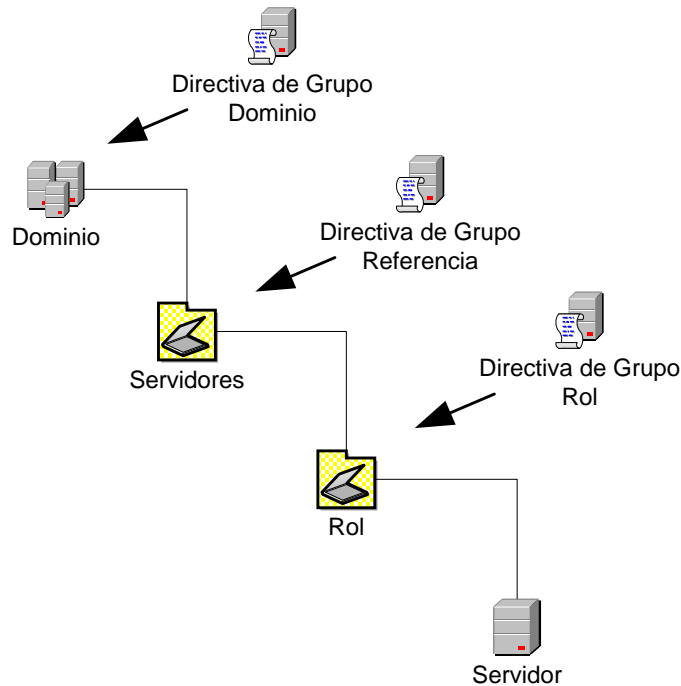 Directiva de Grupo
Dominio
Dominio
Directiva de Grupo
Referencia
Servidores
Directiva de Grupo
Rol
Rol
Servidor